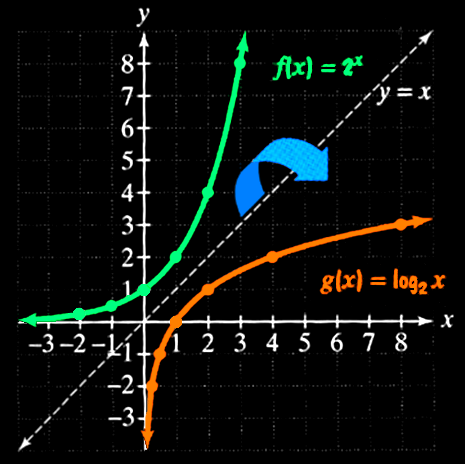 y
f(x) = 2ˣ
y = x
8
7
6
5
4
3
2
1
g(x) = log₂ x
-3 -2 -1 1 2 3 4 5 6 7 8 x
-1
-2
-3